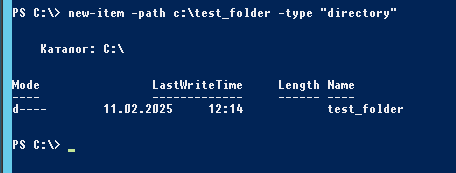 PS C:\> new-item -path c:\test_folder -type "directory"
Каталог: C:\
Mode LastWriteTime Length Name
---- ------------- ------ ----
d---- 11.02.2025 12:14 test_folder
PS C:\> _